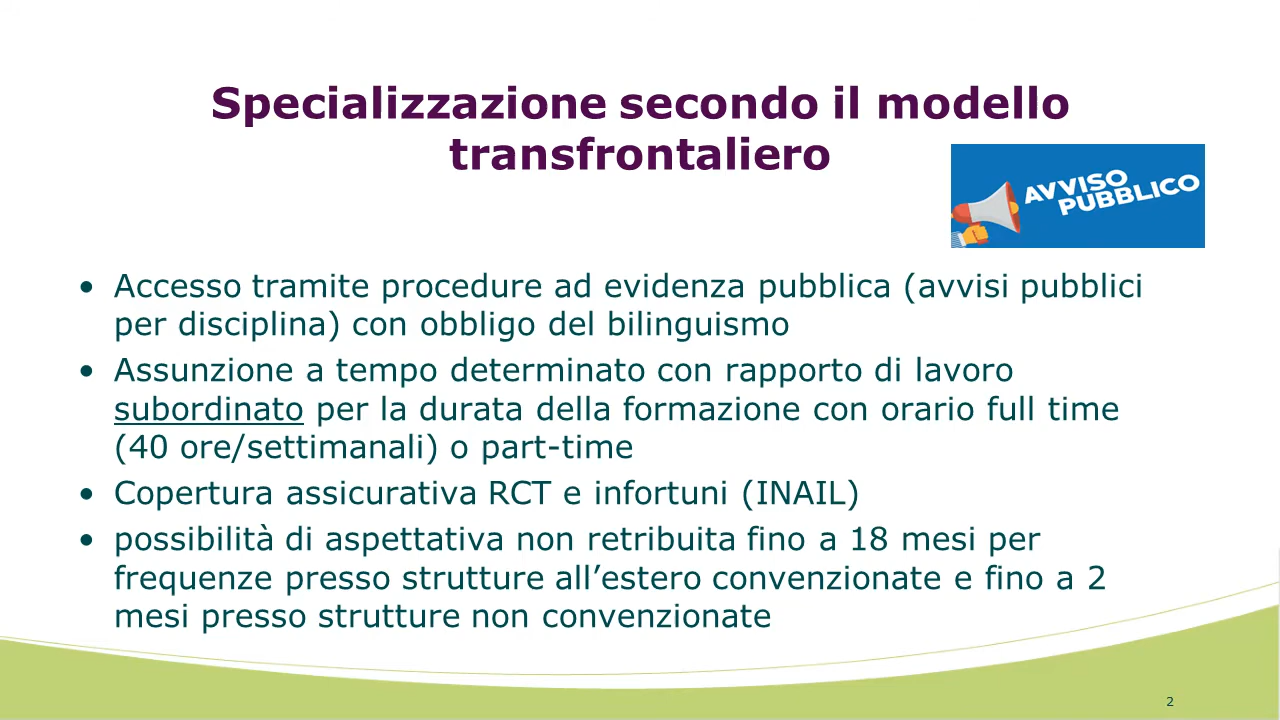 Specializzazione secondo il modello
transfrontaliero
AVVISO
PUBBLICO
• Accesso tramite procedure ad evidenza pubblica (avvisi pubblici
per disciplina) con obbligo del bilinguismo
• Assunzione a tempo determinato con rapporto di lavoro
subordinato per la durata della formazione con orario full time
(40 ore/settimanali) o part-time
• Copertura assicurativa RCT e infortuni (INAIL)
• possibilità di aspettativa non retribuita fino a 18 mesi per
frequenze presso strutture all’estero convenzionate e fino a 2
mesi presso strutture non convenzionate
2